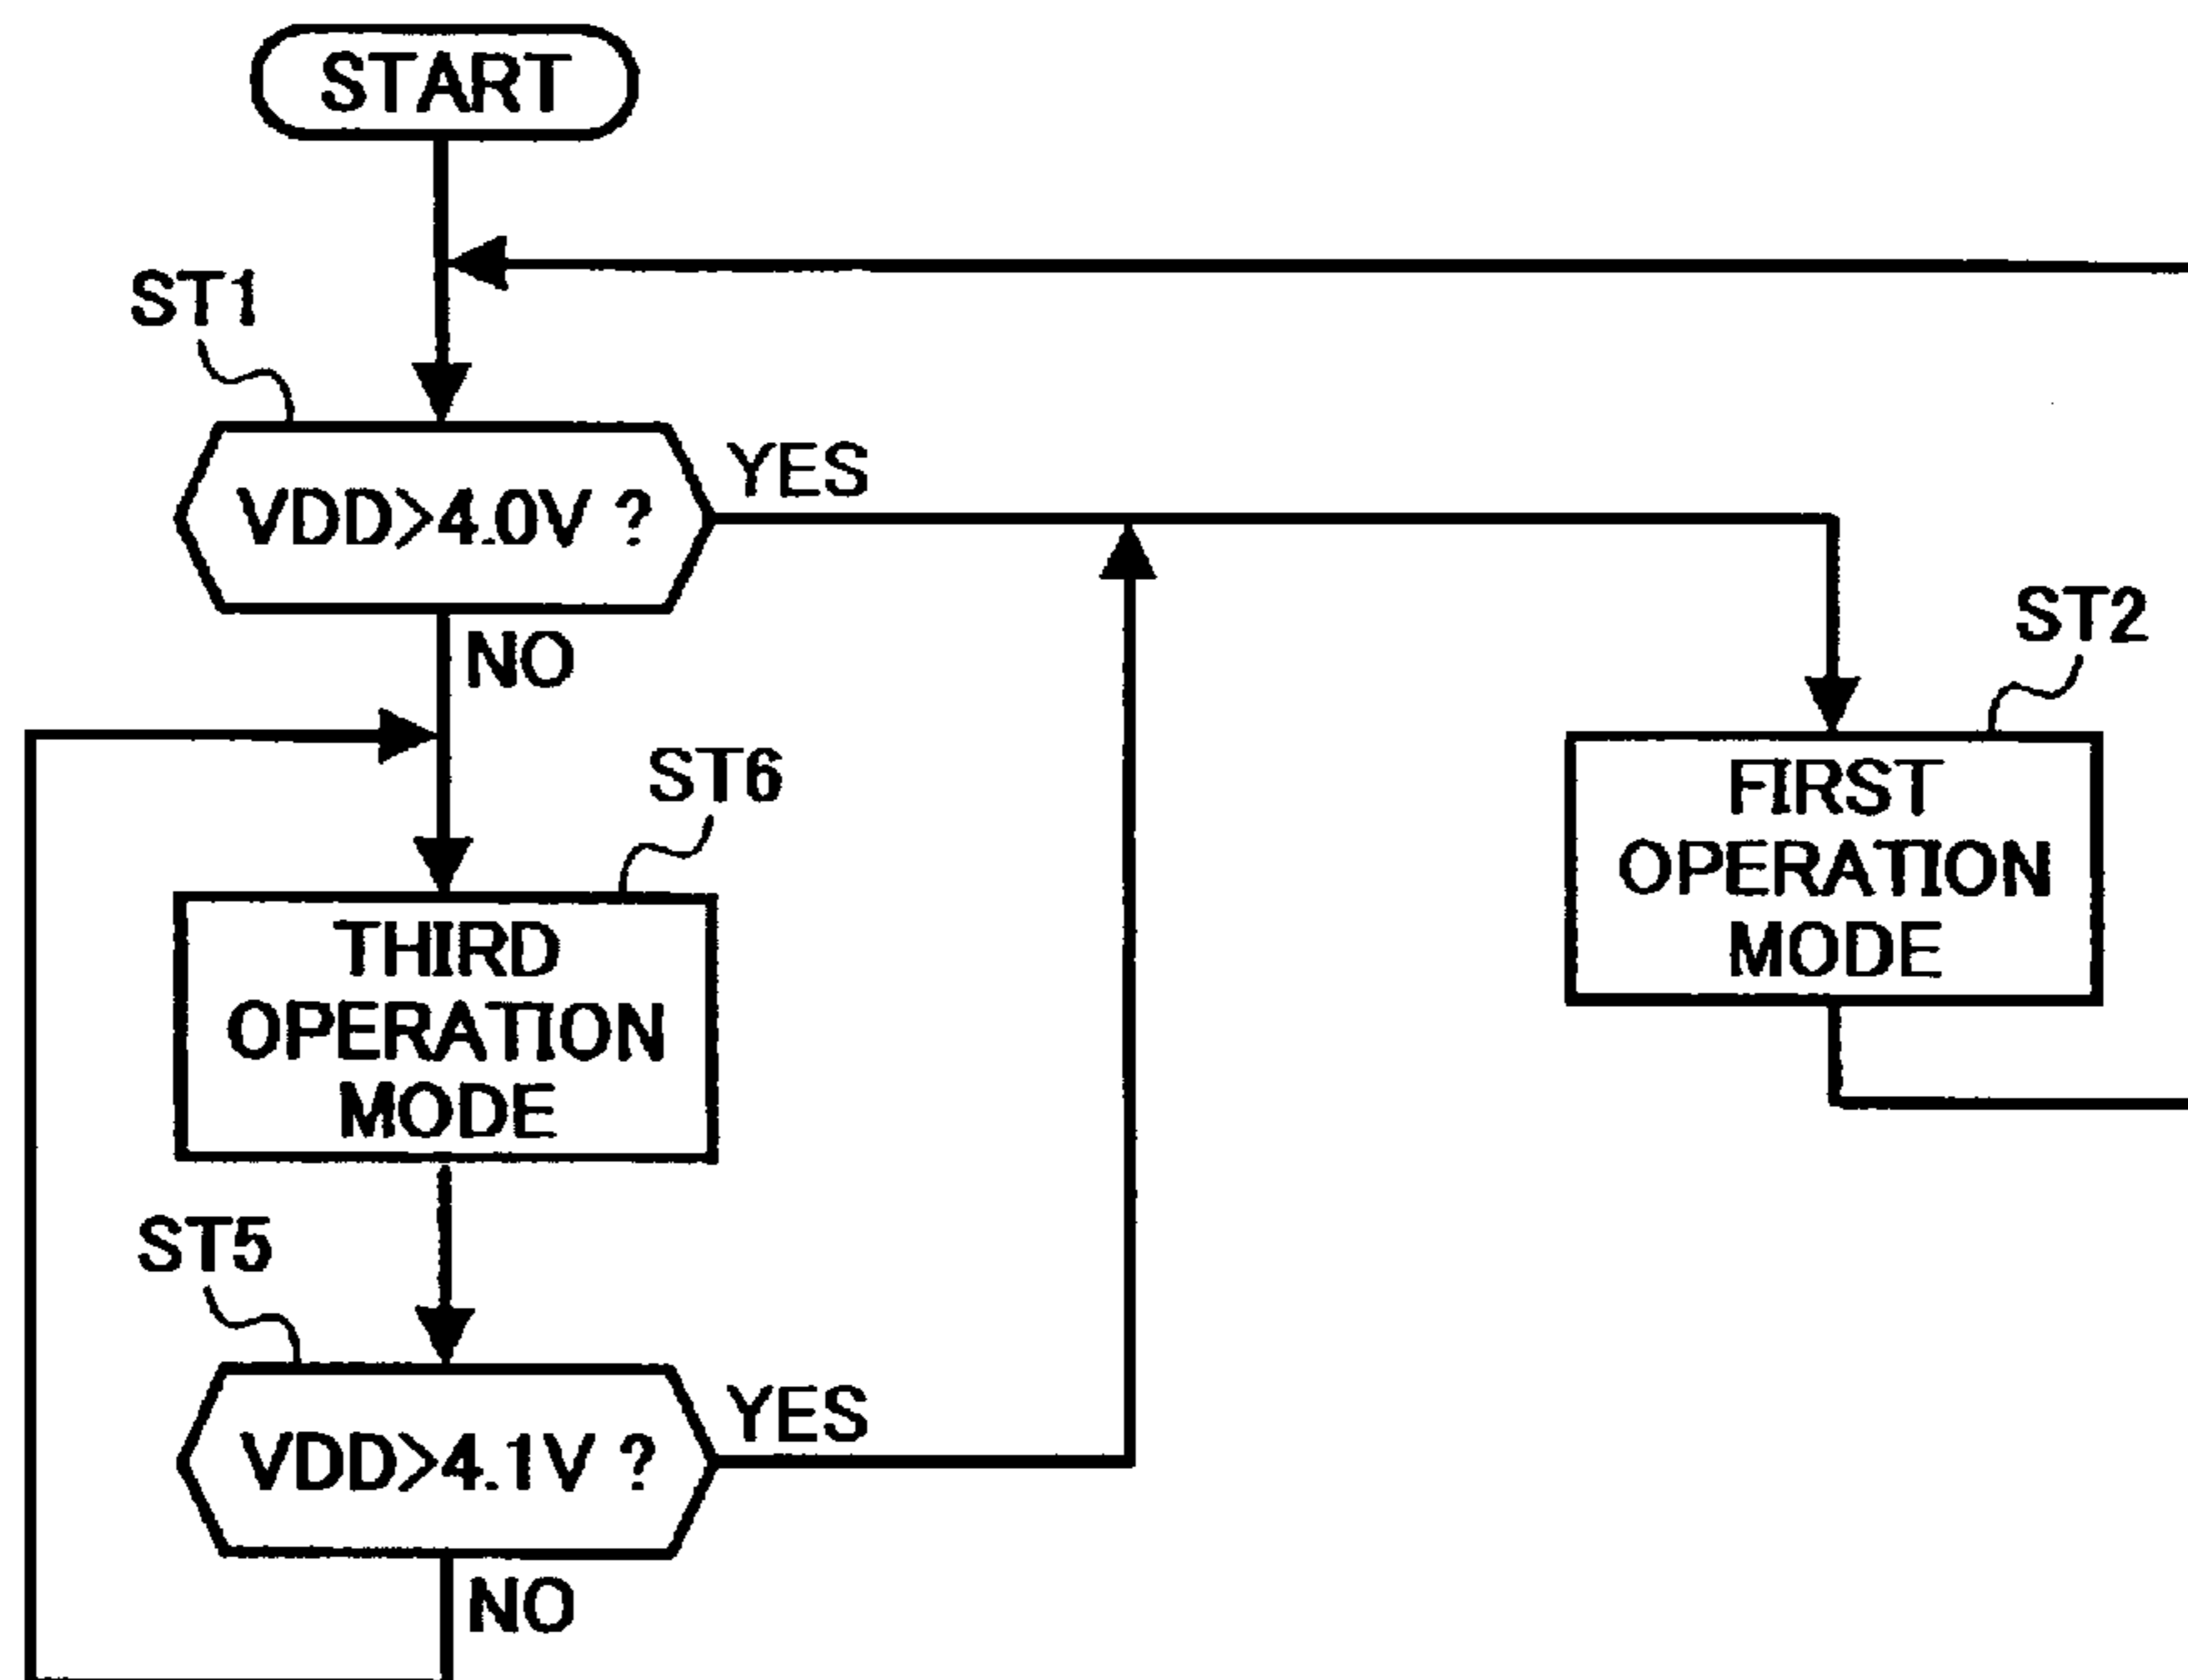 START
ST1
VDD>4.0V ?
YES
NO
ST2
FIRST
OPERATION
MODE
ST6
THIRD
OPERATION
MODE
ST5
VDD>4.1V ?
YES
NO